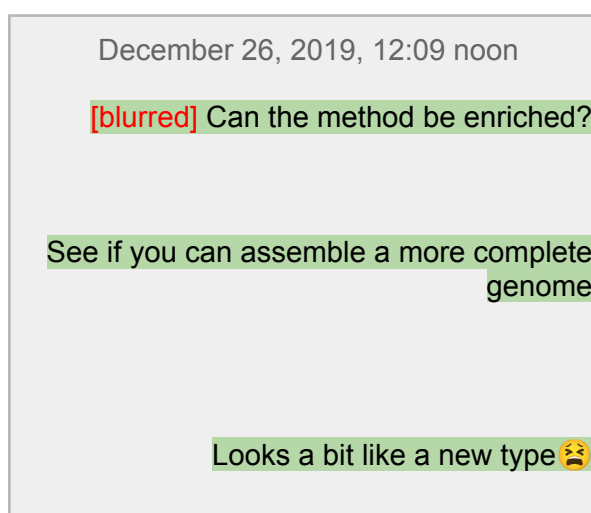 December 26, 2019, 12:09 noon
[blurred] Can the method be enriched?
See if you can assemble a more complete
genome
Looks a bit like a new type😫